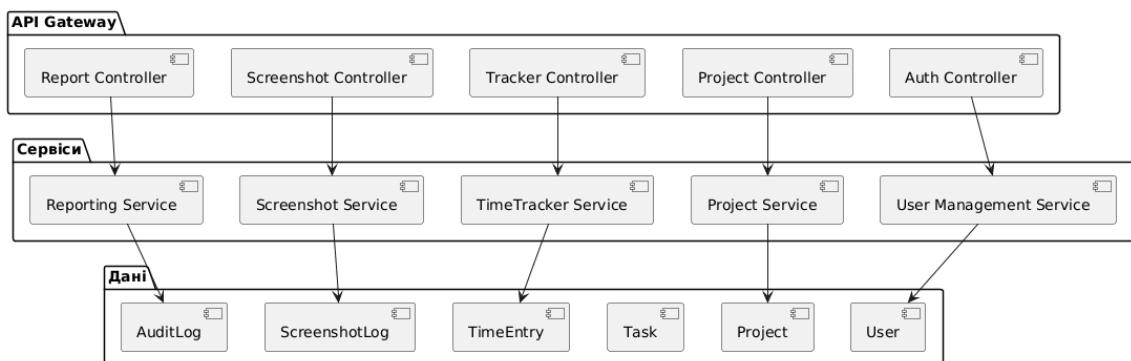 API Gateway
Report Controller
Screenshot Controller
Tracker Controller
Project Controller
Auth Controller
Сервіси
Reporting Service
Screenshot Service
TimeTracker Service
Project Service
User Management Service
Дані
AuditLog
ScreenshotLog
TimeEntry
Task
Project
User